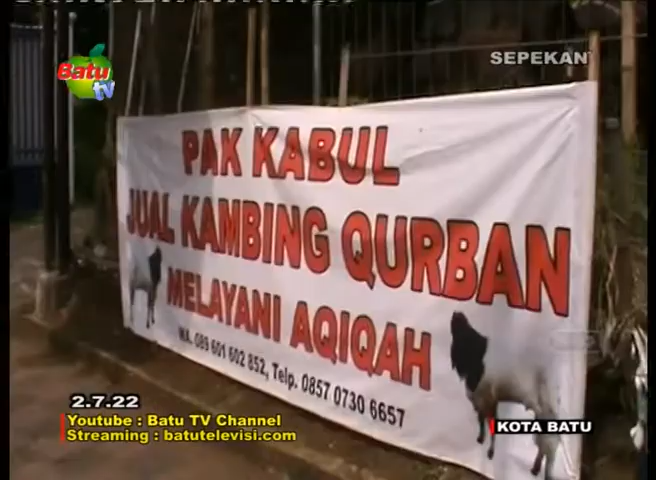 Batu
tv
SEPEKAN
PAK KABUL
JUAL KAMBING QURBAN
MELAYANI AQIQAH
WA. 089 601 602 852, Telp. 0857 0730 6657
2.7.22
Youtube : Batu TV Channel
Streaming : batutelevisi.com
KOTA BATU